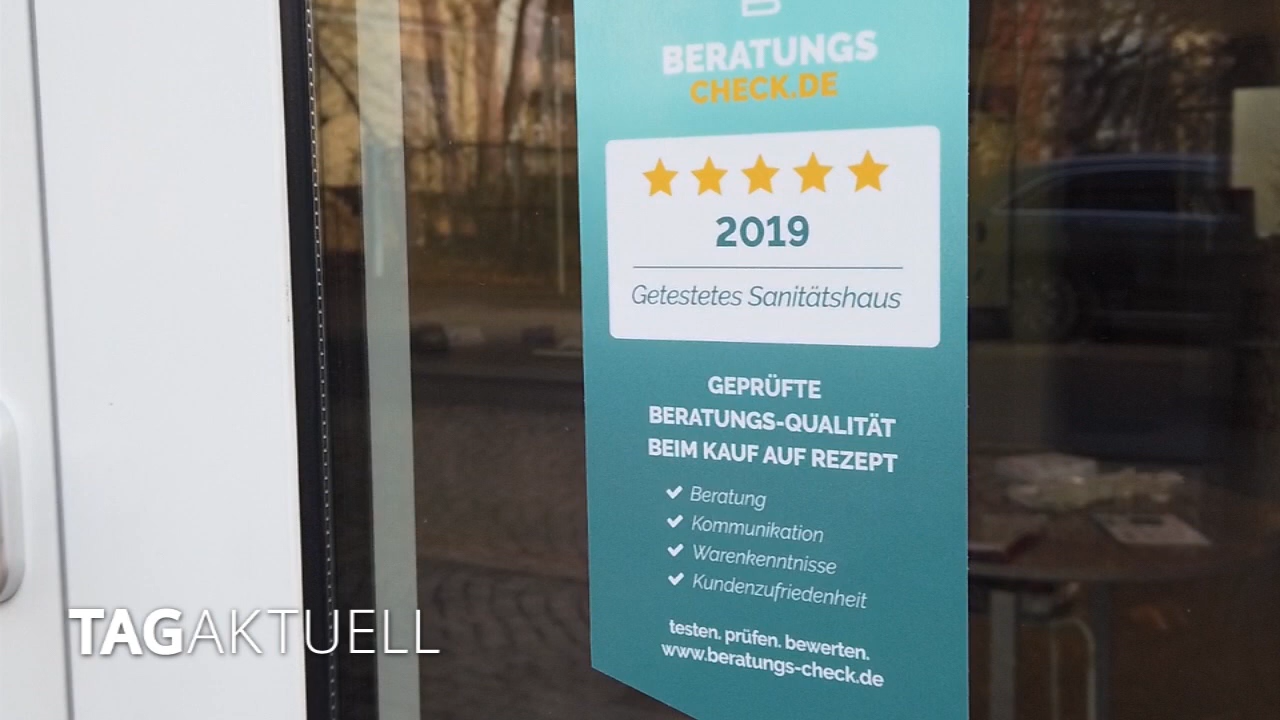 BERATUNGS
CHECK.DE
2019
Getestetes Sanitätshaus
GEPRÜFTE
BERATUNGS-QUALITÄT
BEIM KAUF AUF REZEPT
Beratung
Kommunikation
Warenkenntnisse
Kundenzufriedenheit
testen. prüfen. bewerten.
www.beratungs-check.de
TAGAKTUELL